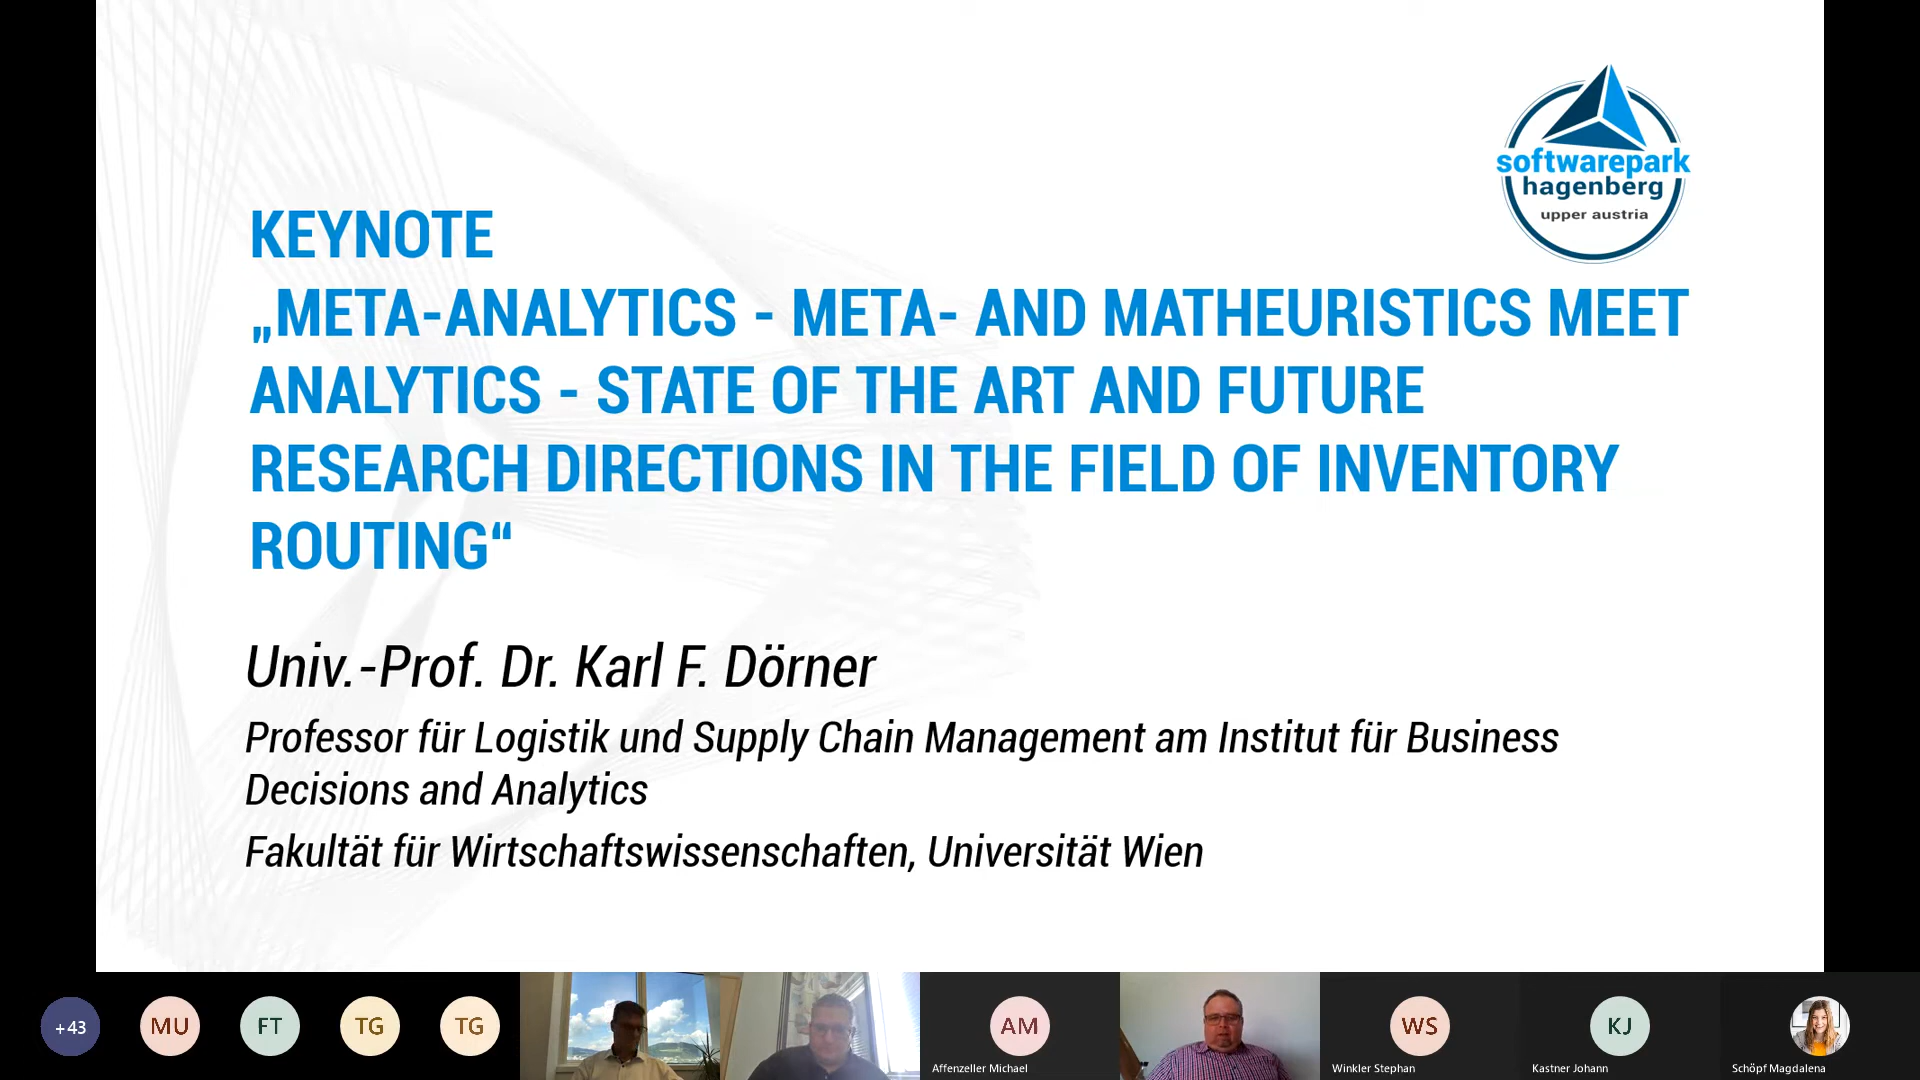 softwarepark
hagenberg
upper austria
KEYNOTE
„META-ANALYTICS - META- AND MATHEURISTICS MEET
ANALYTICS - STATE OF THE ART AND FUTURE
RESEARCH DIRECTIONS IN THE FIELD OF INVENTORY
ROUTING“
Univ.-Prof. Dr. Karl F. Dörner
Professor für Logistik und Supply Chain Management am Institut für Business
Decisions and Analytics
Fakultät für Wirtschaftswissenschaften, Universität Wien
+43
MU
FT
TG
TG
AM
Affenzeller Michael
WS
Winkler Stephan
KJ
Kastner Johann
Schöpf Magdalena